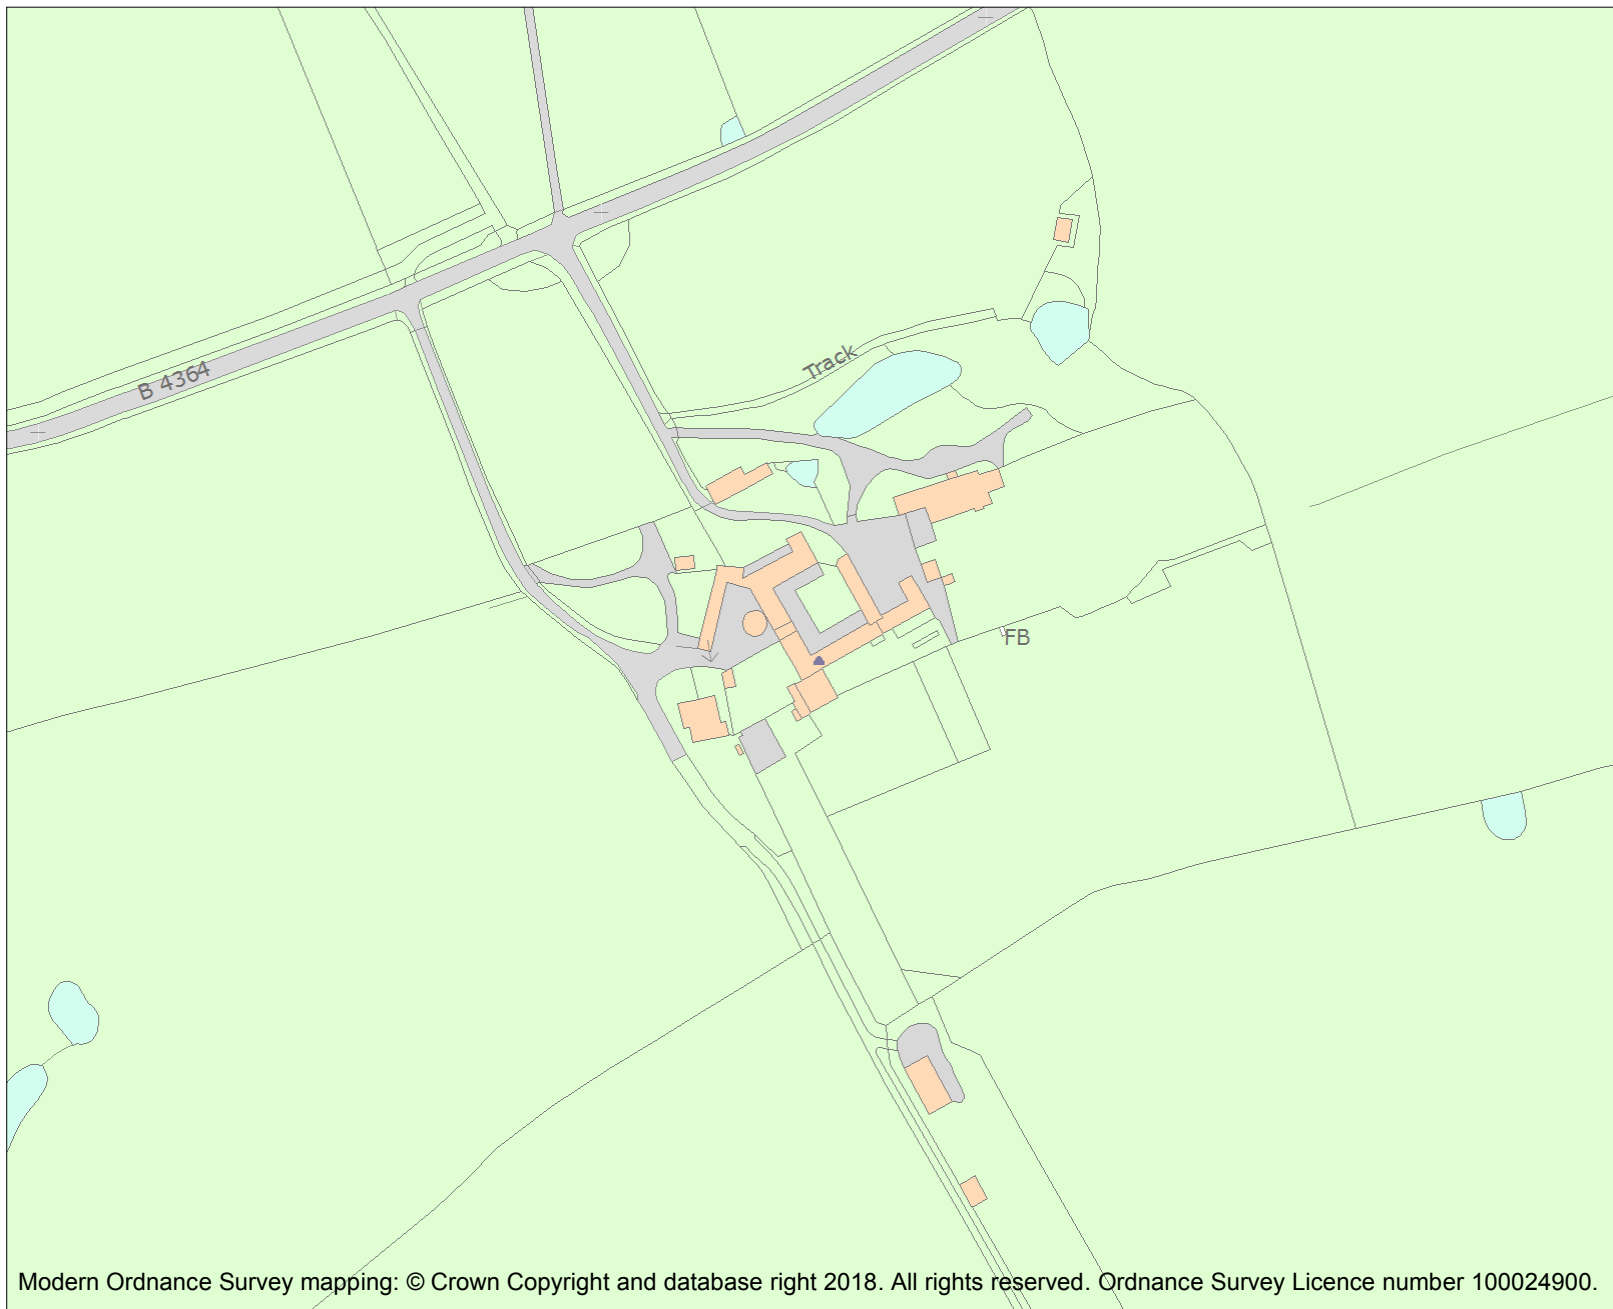 B 4364
Track
FB
Modern Ordnance Survey mapping: © Crown Copyright and database right 2018. All rights reserved. Ordnance Survey Licence number 100024900.